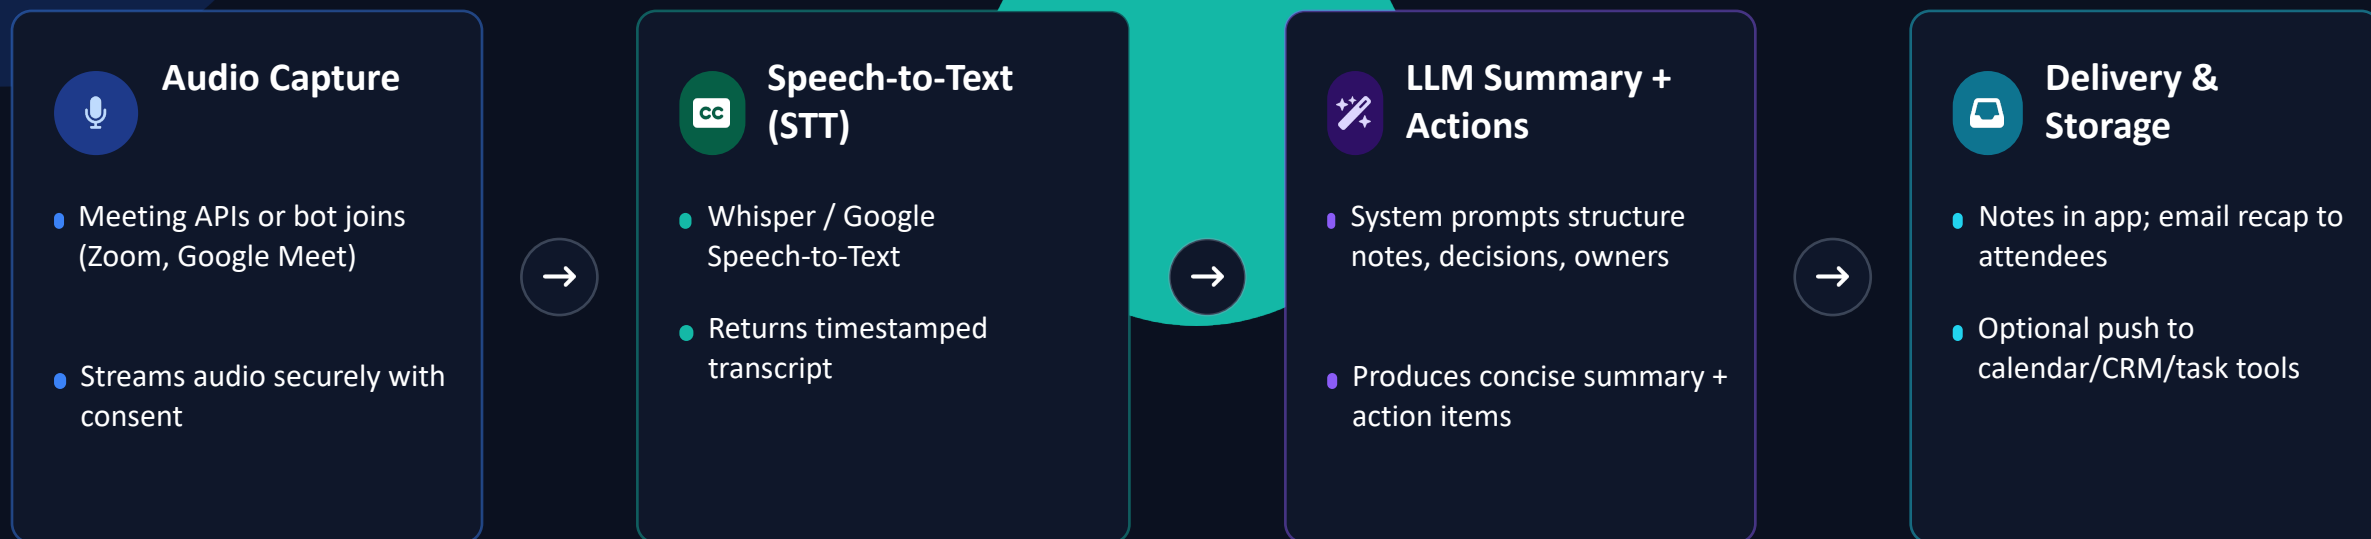 Audio Capture
Meeting APIs or bot joins
(Zoom, Google Meet)
Streams audio securely with
consent
Speech-to-Text
(STT)
CC
Whisper / Google
Speech-to-Text
Returns timestamped
transcript
LLM Summary +
Actions
System prompts structure
notes, decisions, owners
Produces concise summary +
action items
Delivery &
Storage
Notes in app; email recap to
attendees
Optional push to
calendar/CRM/task tools